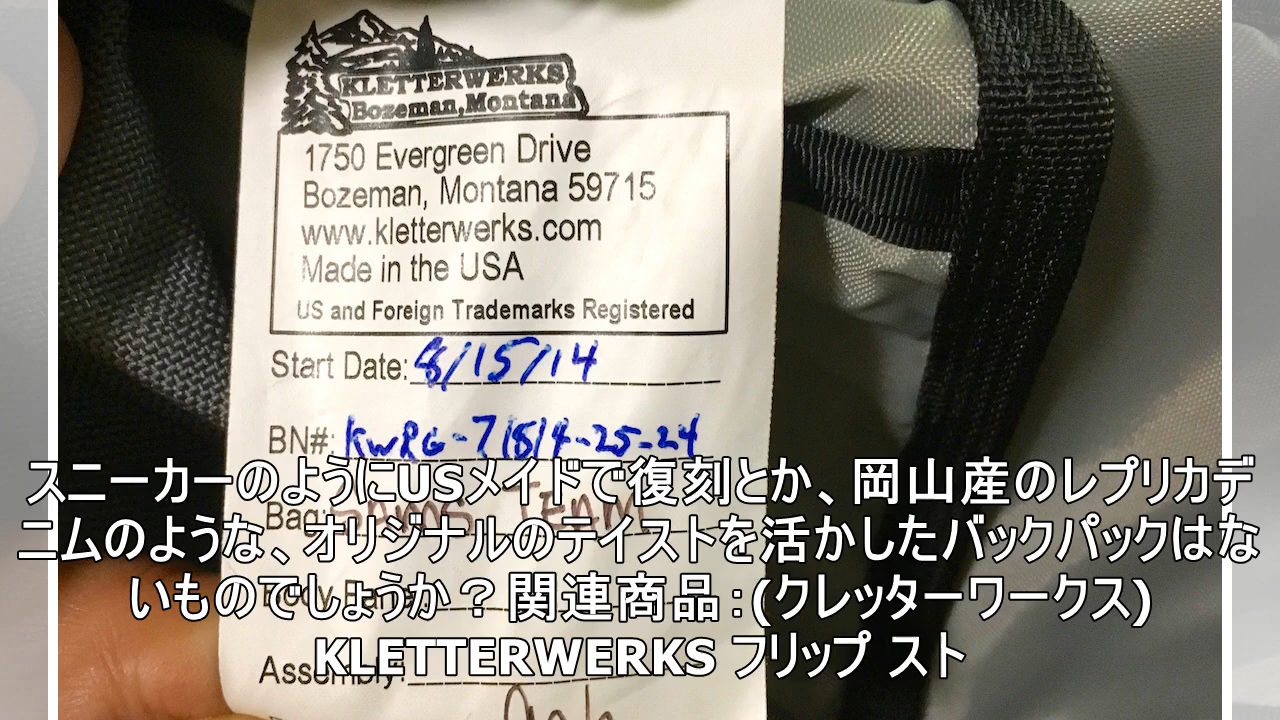 KLETTERWERKS
Bozeman, Montana
1750 Evergreen Drive
Bozeman, Montana 59715
www.kletterwerks.com
Made in the USA
US and Foreign Trademarks Registered
Start Date: 8/15/14
BN#: KWRG-71814-25-24
Bag: TEAM
スニーカーのようにUSメイドで復刻とか、岡山産のレプリカデ
ニムのような、オリジナルのテイストを活かしたバックパックはな
いものでしょうか？関連商品：(クレッターワークス)
KLETTERWERKS フリップ スト
Assembly: